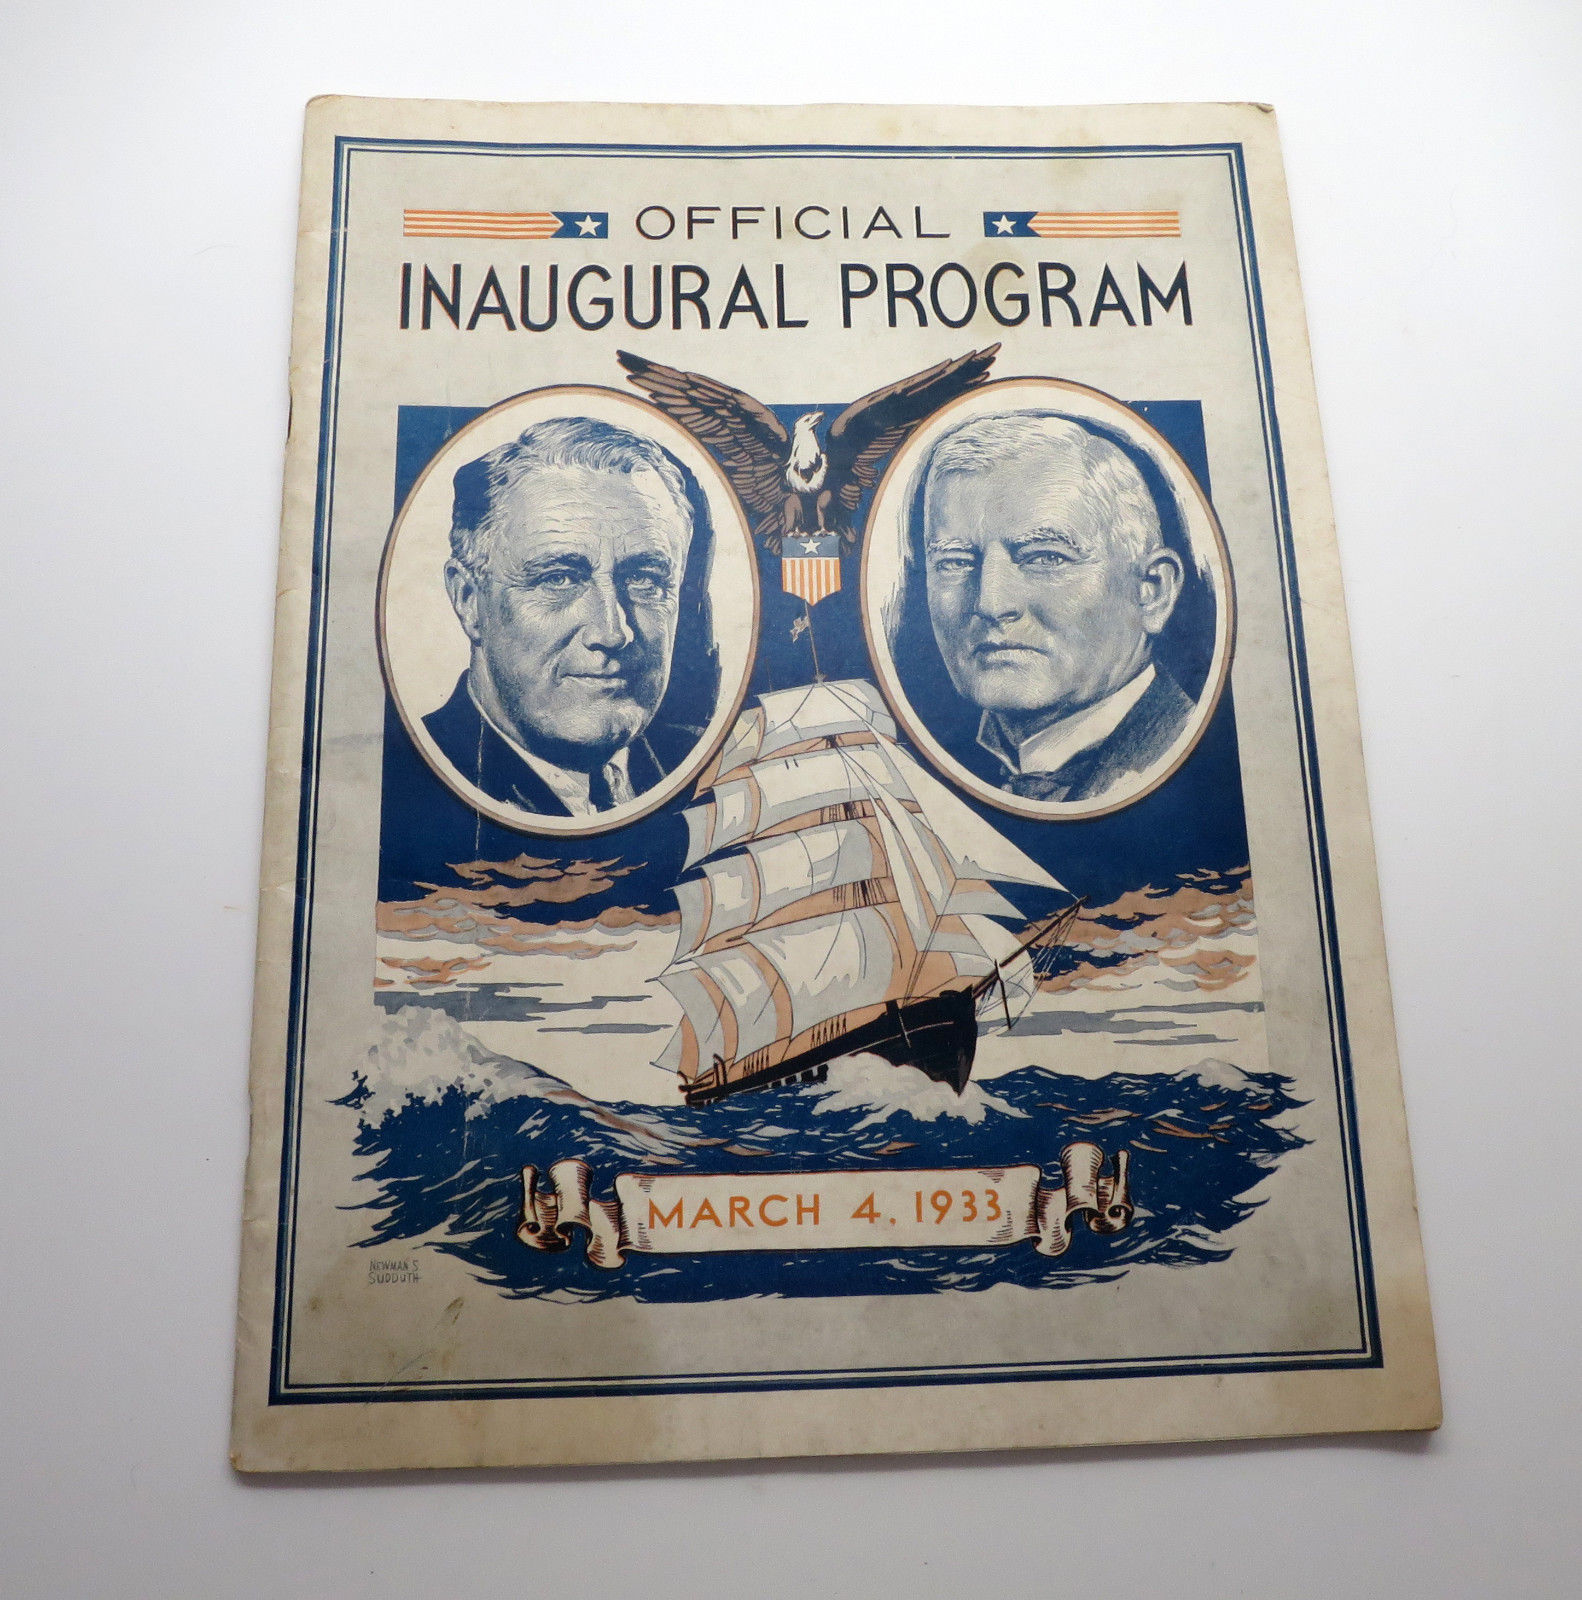 OFFICIAL
INAUGURAL PROGRAM
MARCH 4, 1933
NEWMAN S
SUDDUTH